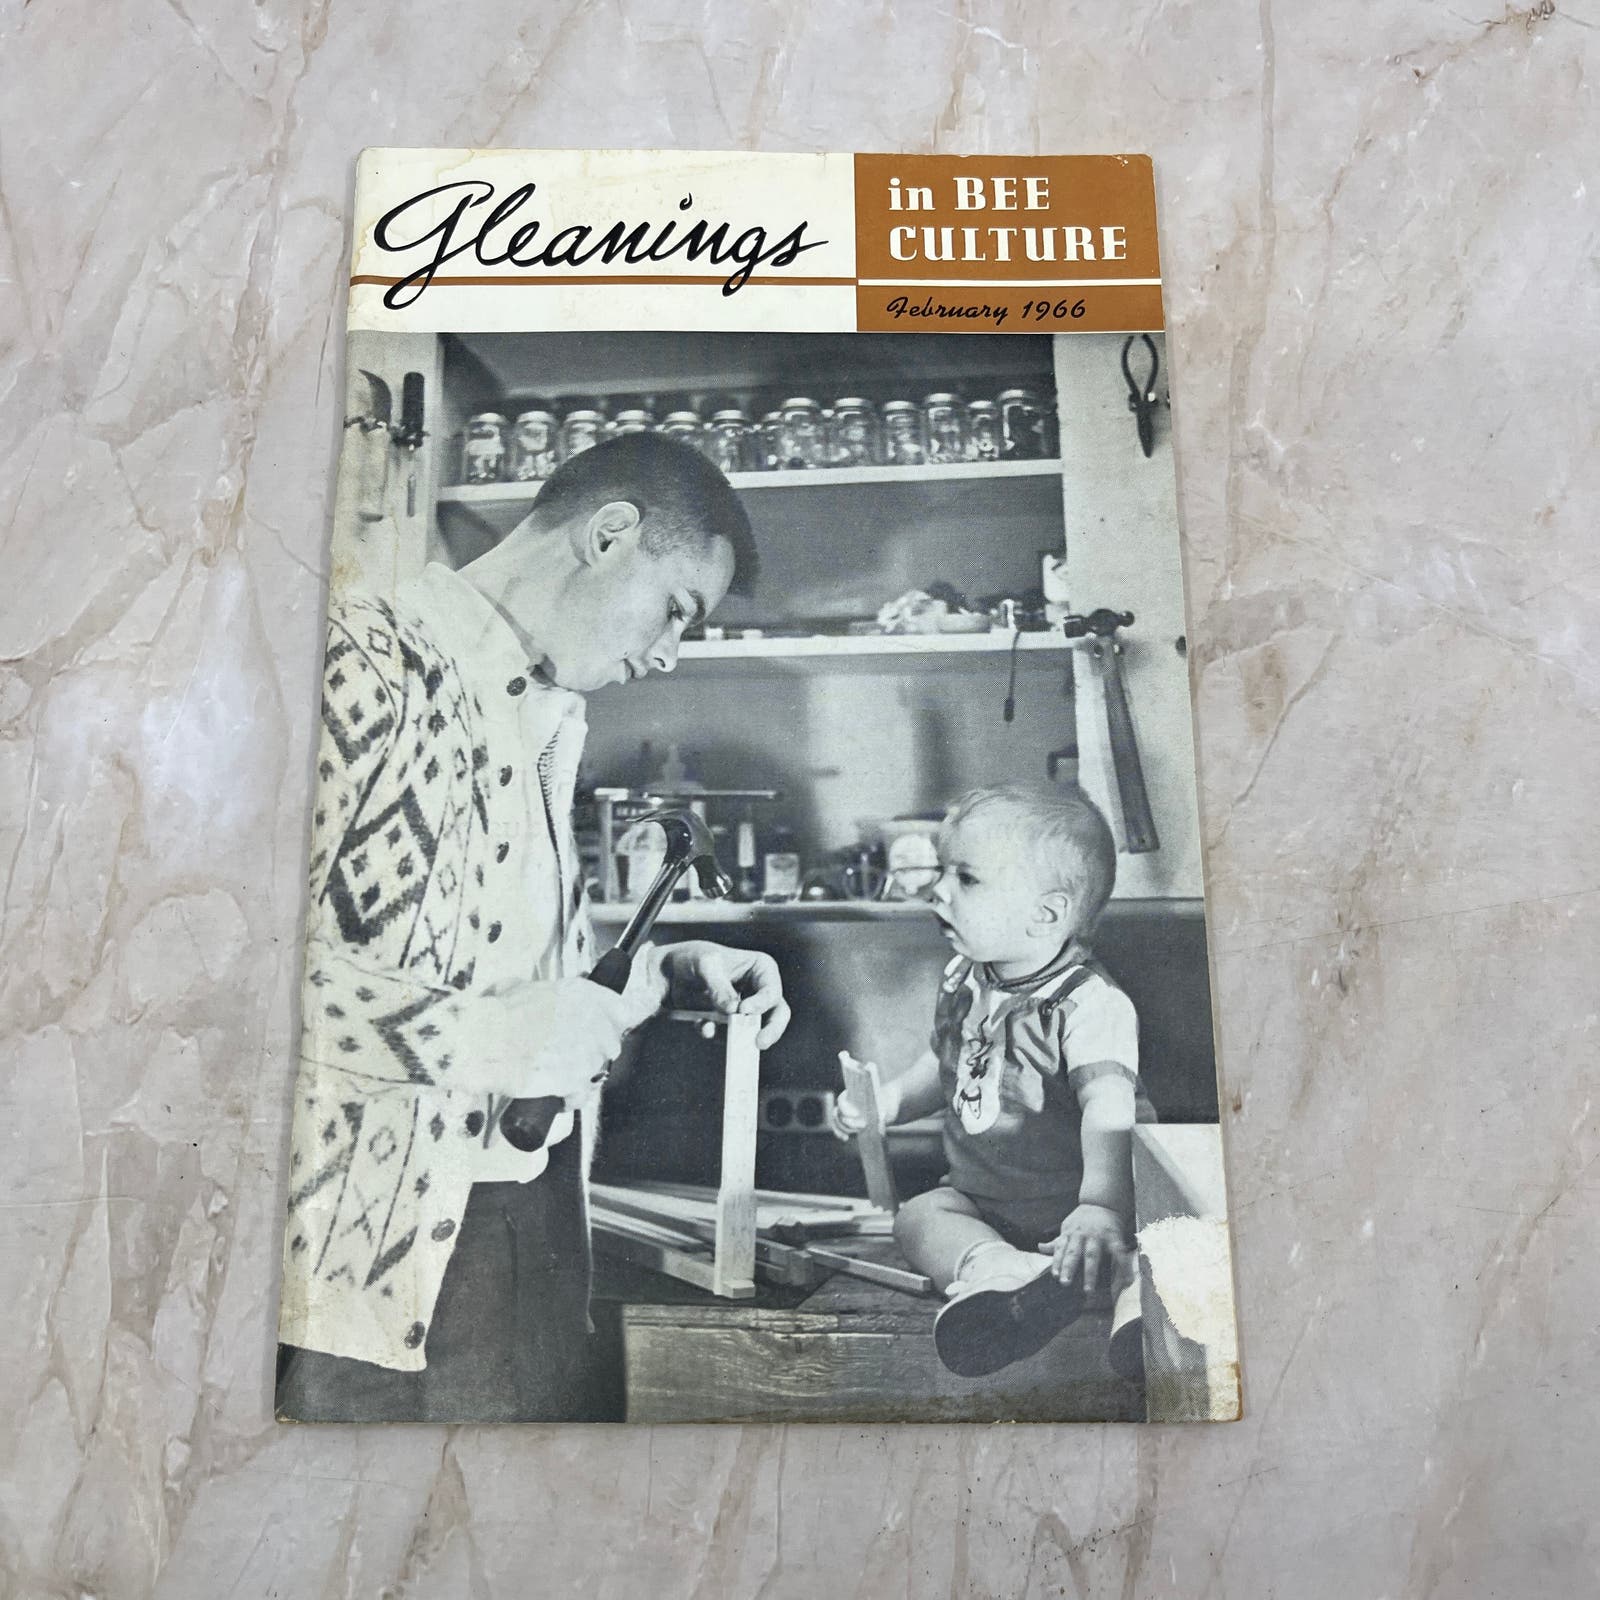 Gleanings
in BEE
CULTURE
February 1966